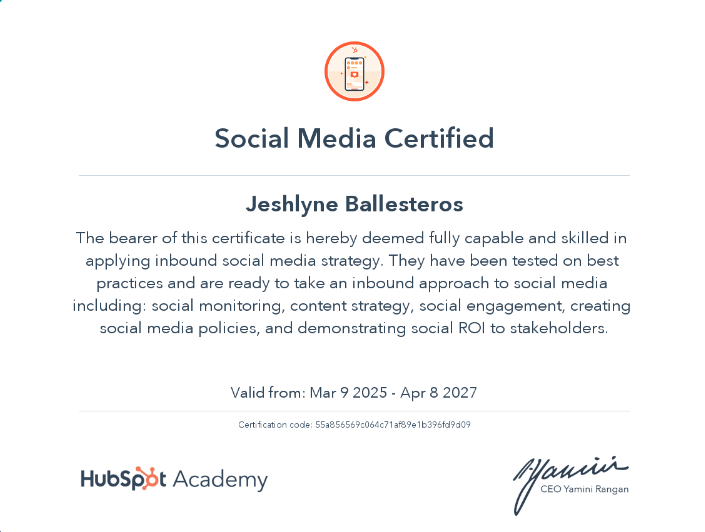 Social Media Certified
Jeshlyne Ballesteros
The bearer of this certificate is hereby deemed fully capable and skilled in
applying inbound social media strategy. They have been tested on best
practices and are ready to take an inbound approach to social media
including: social monitoring, content strategy, social engagement, creating
social media policies, and demonstrating social ROI to stakeholders.
Valid from: Mar 9 2025 - Apr 8 2027
Certification code: 55a856569c064c71af89e1b396fd9d09
HubSpot Academy
CEO Yamini Rangan